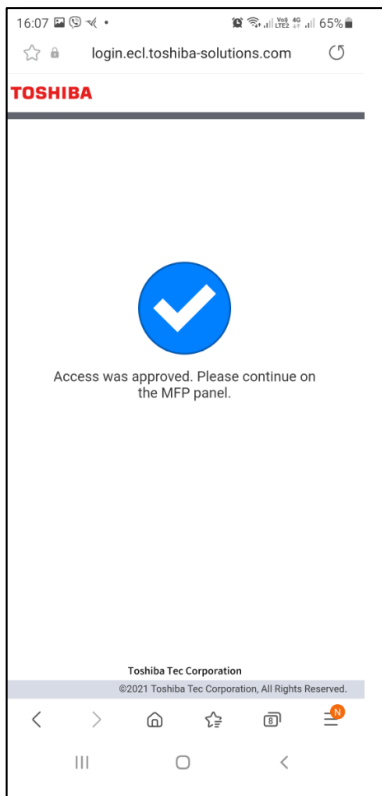 16:07 65%
login.ecl.toshiba-solutions.com
TOSHIBA
Access was approved. Please continue on
the MFP panel.
Toshiba Tec Corporation
©2021 Toshiba Tec Corporation, All Rights Reserved.
8
N